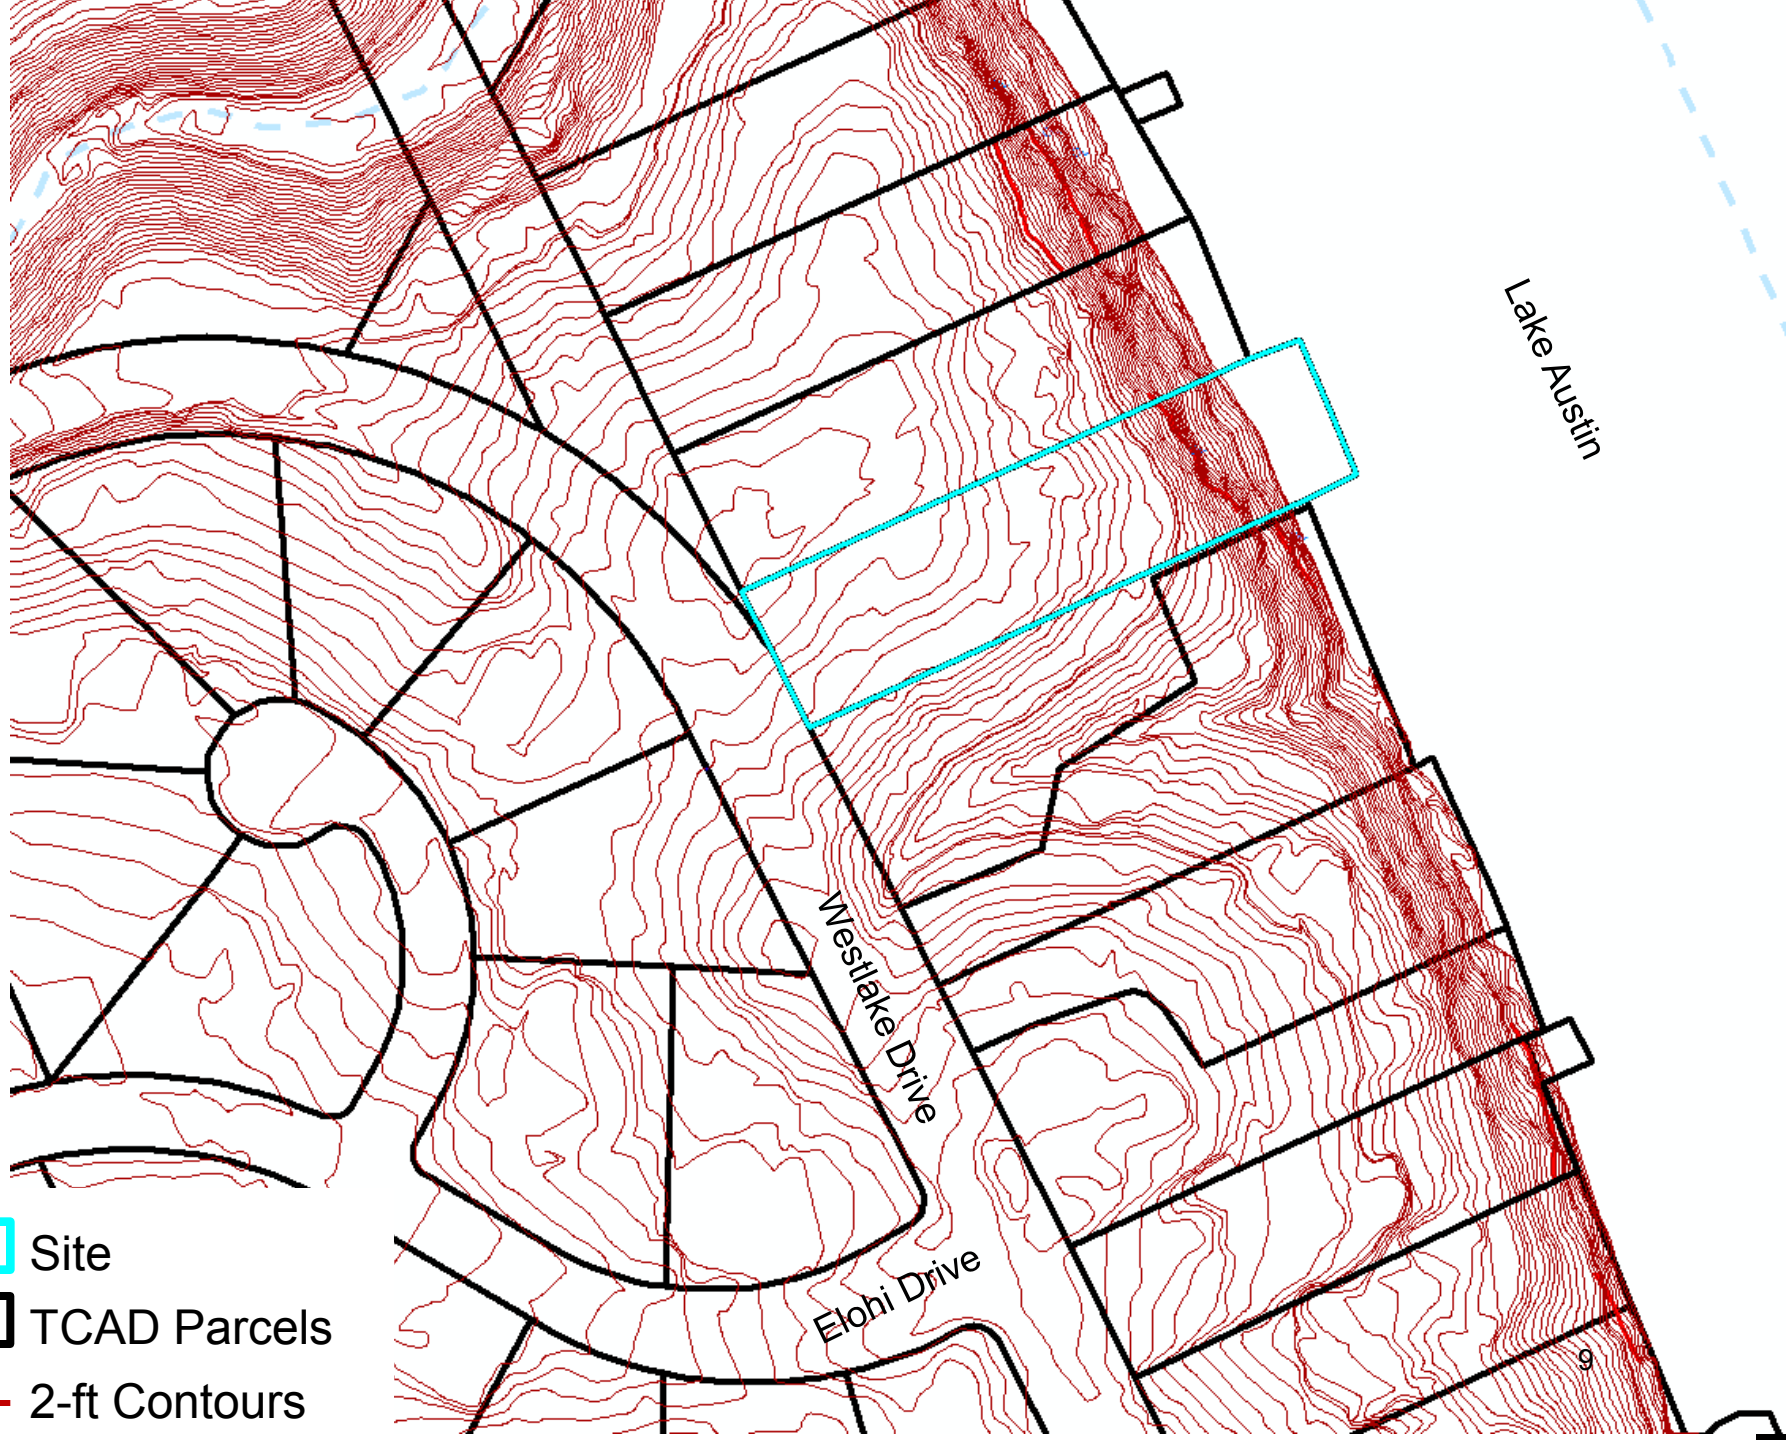 Lake Austin
Westlake Drive
Elohi Drive
Site
TCAD Parcels
2-ft Contours
9